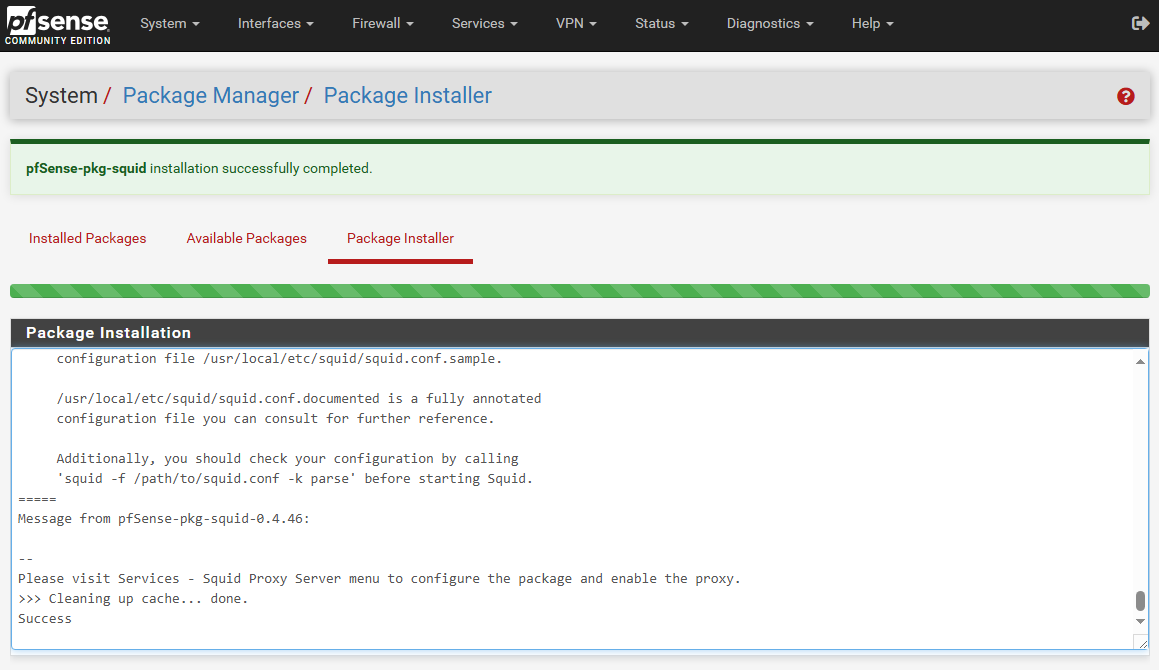 pfsense
COMMUNITY EDITION
System Interfaces Firewall Services VPN Status Diagnostics Help
System / Package Manager / Package Installer
?
pfSense-pkg-squid installation successfully completed.
Installed Packages Available Packages Package Installer
Package Installation
configuration file /usr/local/etc/squid/squid.conf.sample.
/usr/local/etc/squid/squid.conf.documented is a fully annotated
configuration file you can consult for further reference.
Additionally, you should check your configuration by calling
'squid -f /path/to/squid.conf -k parse' before starting Squid.
=====
Message from pfSense-pkg-squid-0.4.46:
--
Please visit Services - Squid Proxy Server menu to configure the package and enable the proxy.
>>> Cleaning up cache... done.
Success